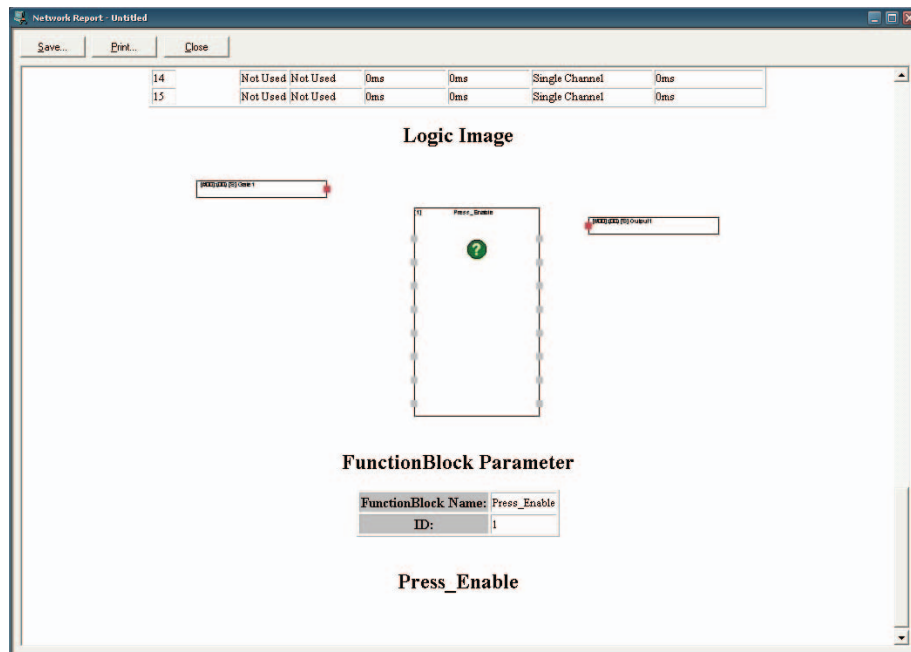 Network Report - Untitled
Save... Print... Close
14 Not Used Not Used 0ms 0ms Single Channel 0ms
15 Not Used Not Used 0ms 0ms Single Channel 0ms
Logic Image
[1] Press_Enable
?
FunctionBlock Parameter
FunctionBlock Name: Press_Enable
ID: 1
Press_Enable